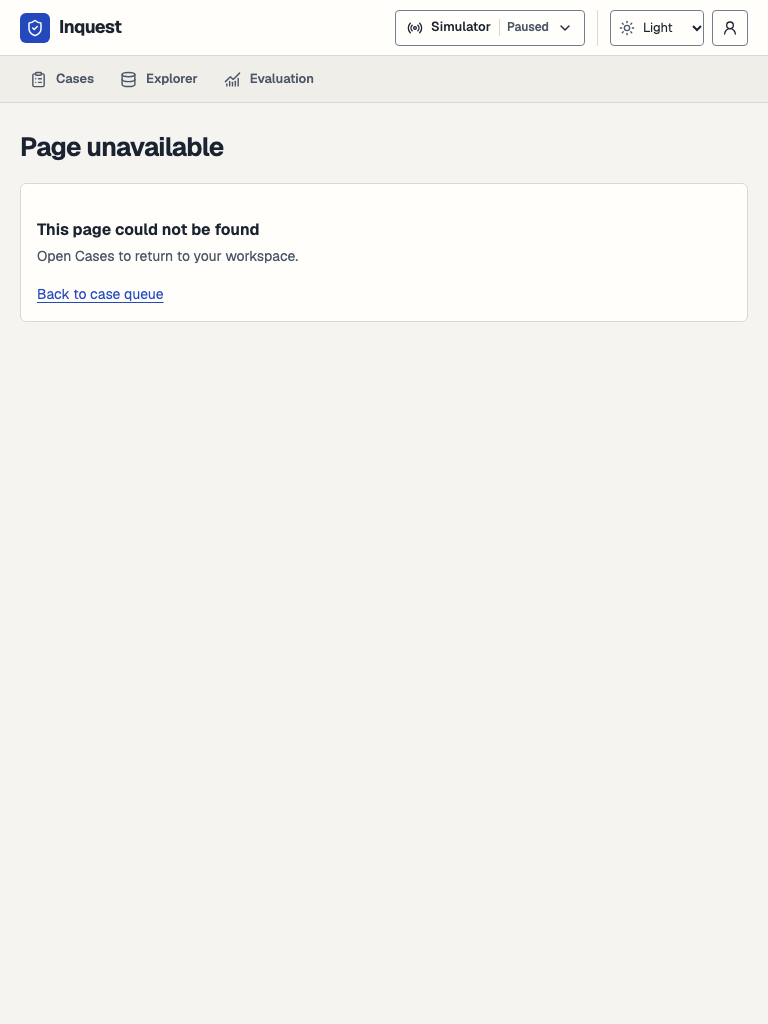 Inquest
Simulator Paused
Light
Cases
Explorer
Evaluation
Page unavailable
This page could not be found
Open Cases to return to your workspace.
Back to case queue